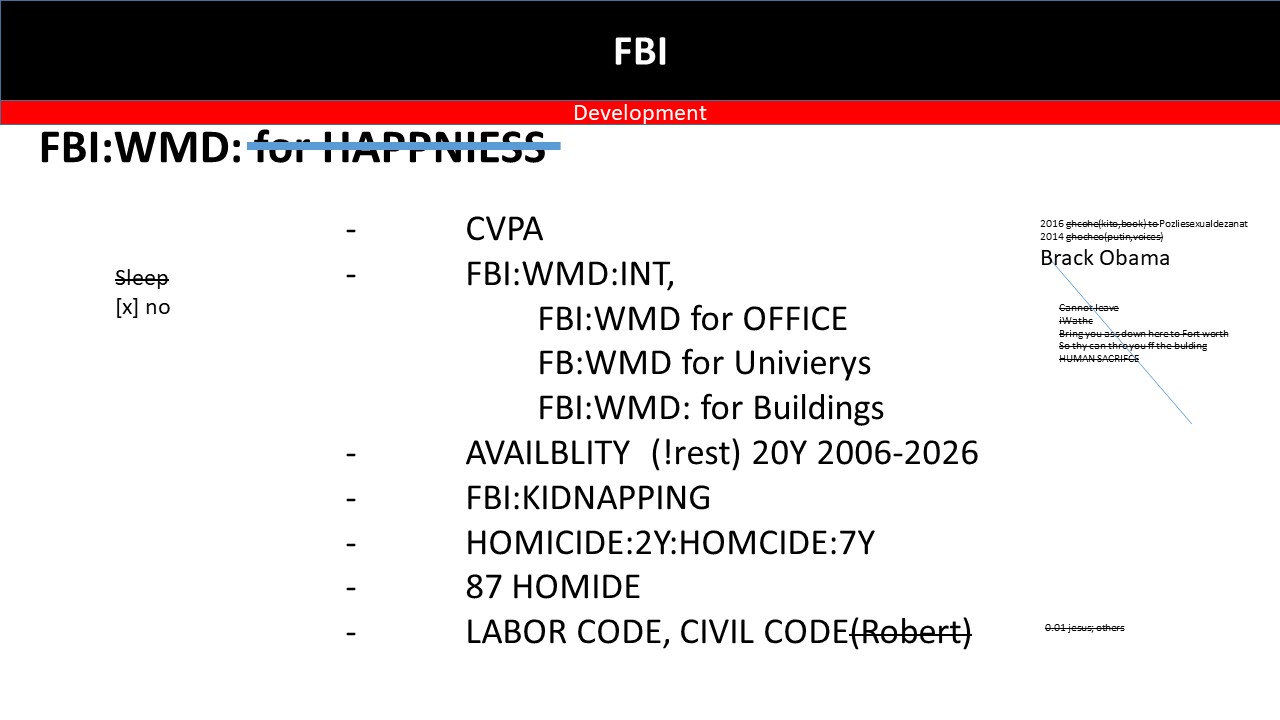 FBI
Development
FBI:WMD: for HAPPNIESS
- CVPA
- FBI:WMD:INT,
FBI:WMD for OFFICE
FB:WMD for Univierys
FBI:WMD: for Buildings
- AVAILBLITY (!rest) 20Y 2006-2026
- FBI:KIDNAPPING
- HOMICIDE:2Y:HOMCIDE:7Y
- 87 HOMIDE
- LABOR CODE, CIVIL CODE(Robert)
Sleep
[x] no
2016 ghcohe(kito,book) to Pozliesexualdezanat
2014 ghocheo(putin,voices)
Brack Obama
Cannot leave
iWathc
Bring you ass down here to Fort worth
So thy can thro you ff the bulding
HUMAN SACRIFCE
0.01 jesus; others